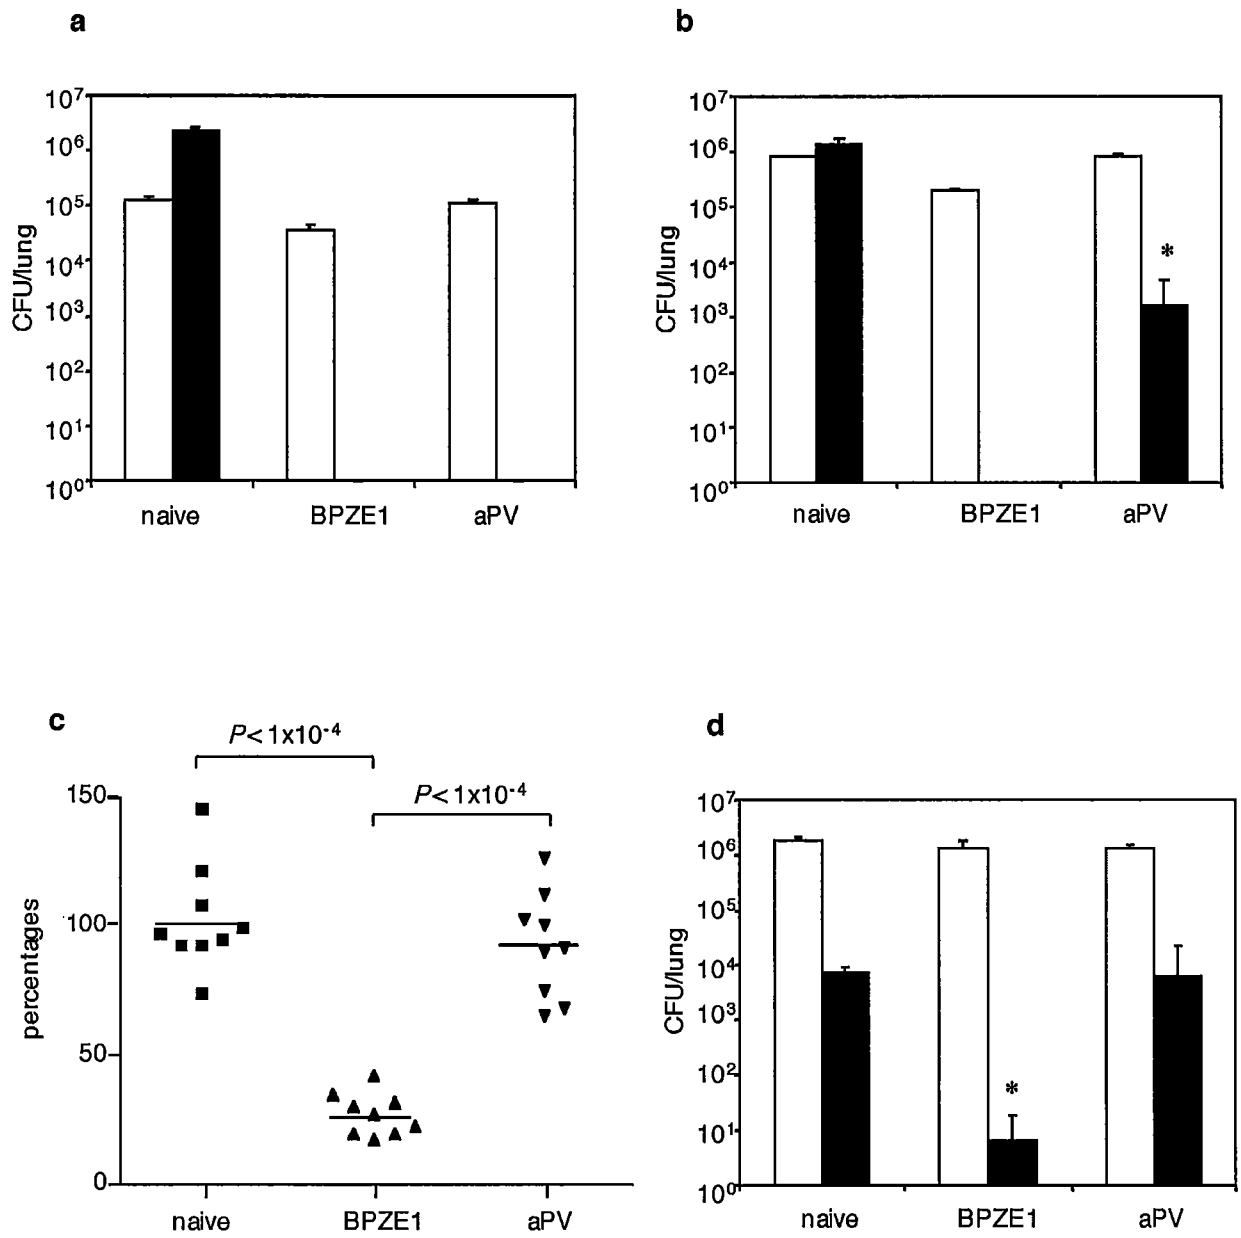 a
10⁷
10⁶
10⁵
10⁴
10³
10²
10¹
10⁰
CFU/lung
naive BPZE1 aPV
b
10⁷
10⁶
10⁵
10⁴
10³
10²
10¹
10⁰
CFU/lung
*
naive BPZE1 aPV
c
P<1x10⁻⁴
P<1x10⁻⁴
150
100
50
0
percentages
naive BPZE1 aPV
d
10⁷
10⁶
10⁵
10⁴
10³
10²
10¹
10⁰
CFU/lung
*
naive BPZE1 aPV